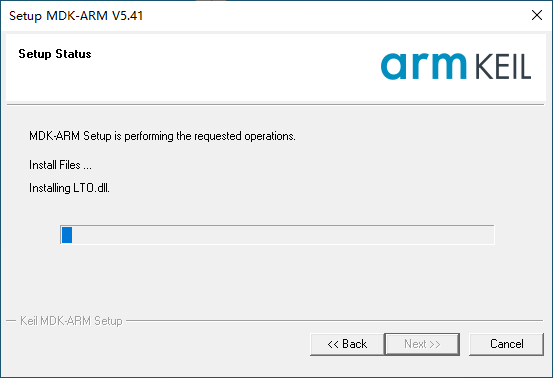 Setup MDK-ARM V5.41
Setup Status
arm KEIL
MDK-ARM Setup is performing the requested operations.
Install Files ...
Installing LTO.dll.
Keil MDK-ARM Setup
<< Back
Next >>
Cancel